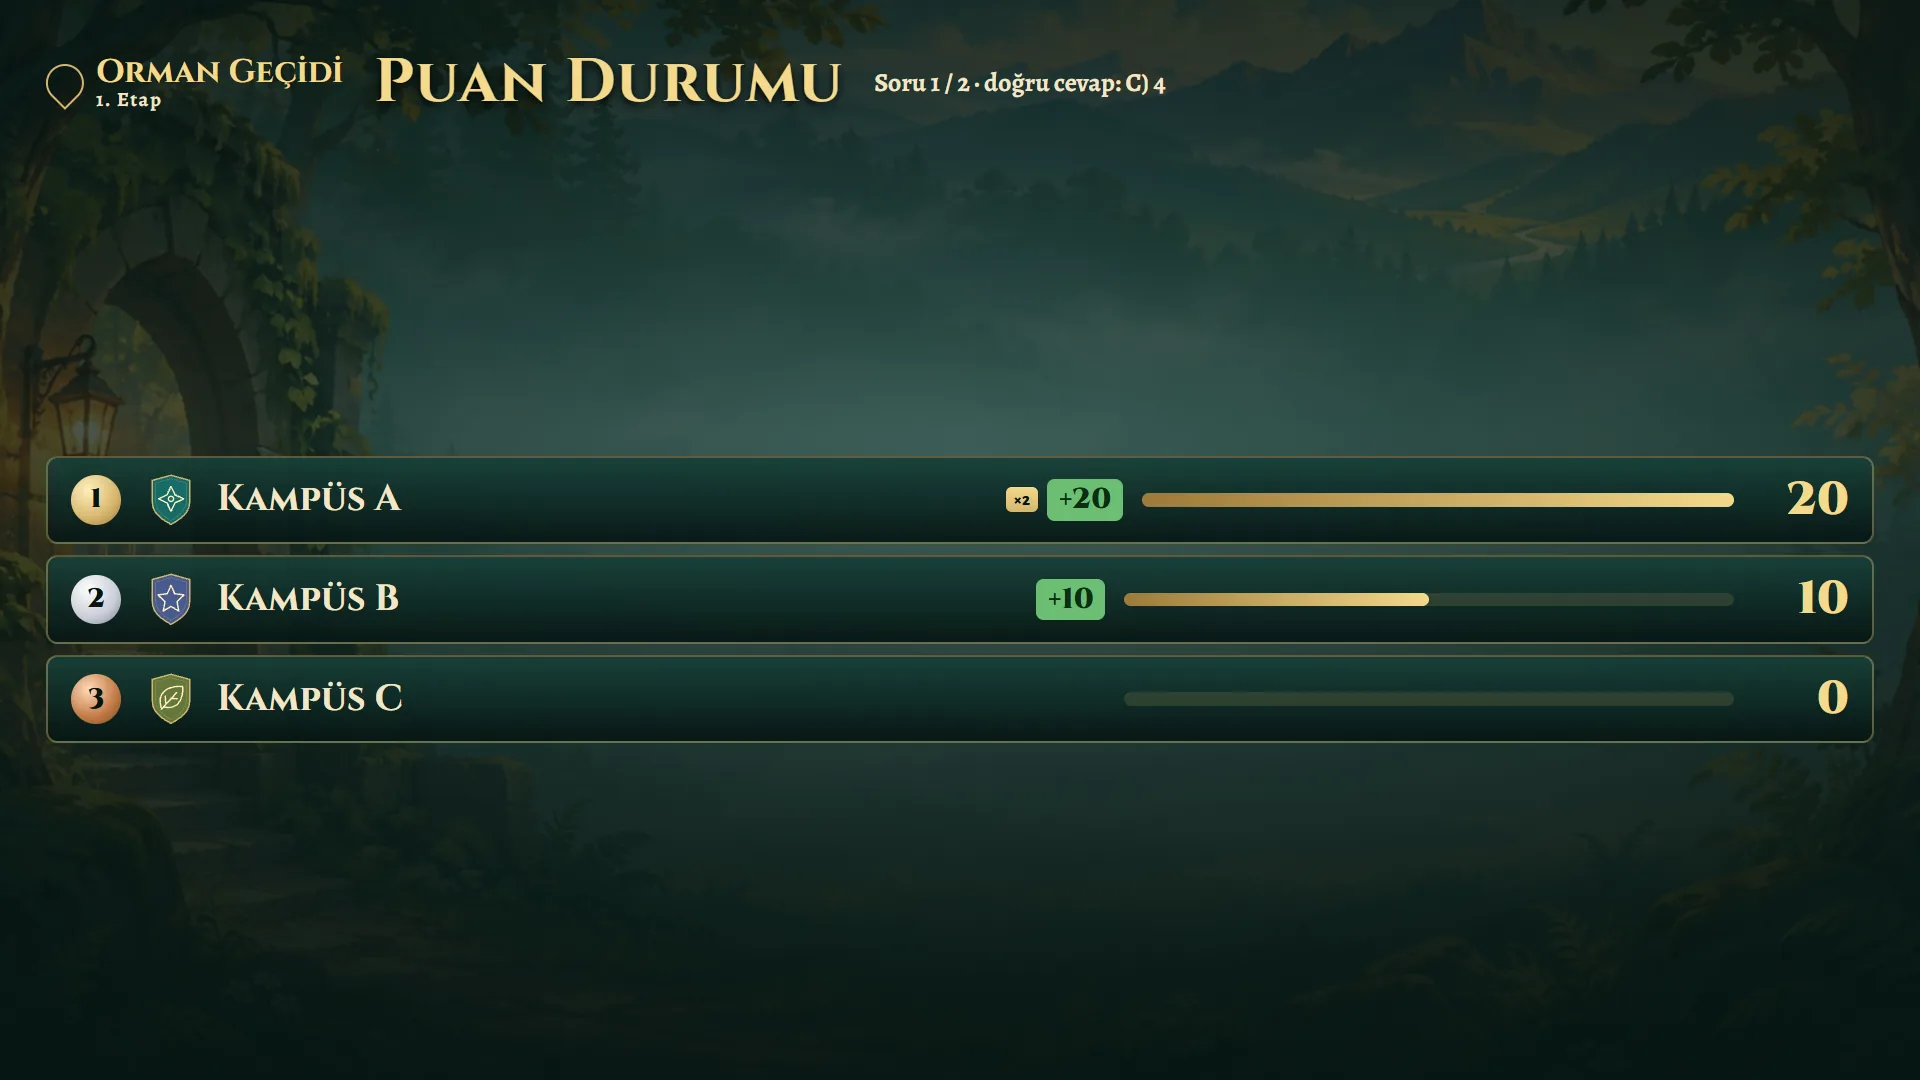 Orman Geçidi
1. Etap
Puan Durumu
Soru 1 / 2 · doğru cevap: C) 4
1 Kampüs A ×2 +20 20
2 Kampüs B +10 10
3 Kampüs C 0